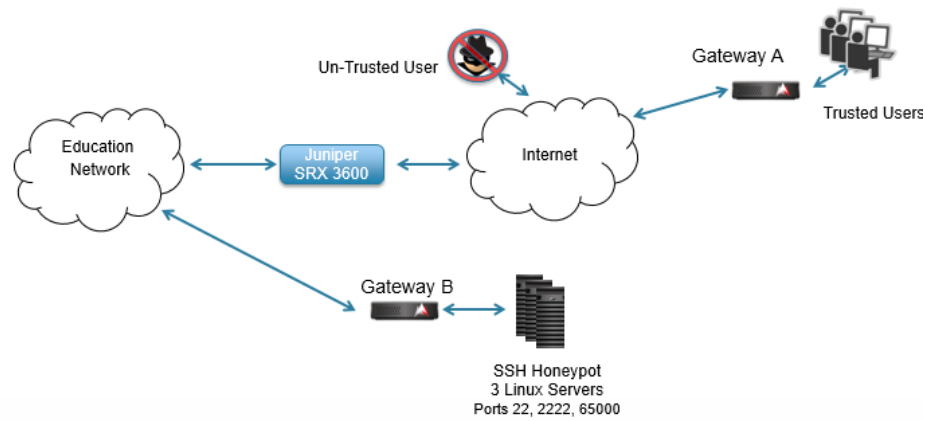 Un-Trusted User
Gateway A
Trusted Users
Education
Network
Juniper
SRX 3600
Internet
Gateway B
SSH Honeypot
3 Linux Servers
Ports 22, 2222, 65000